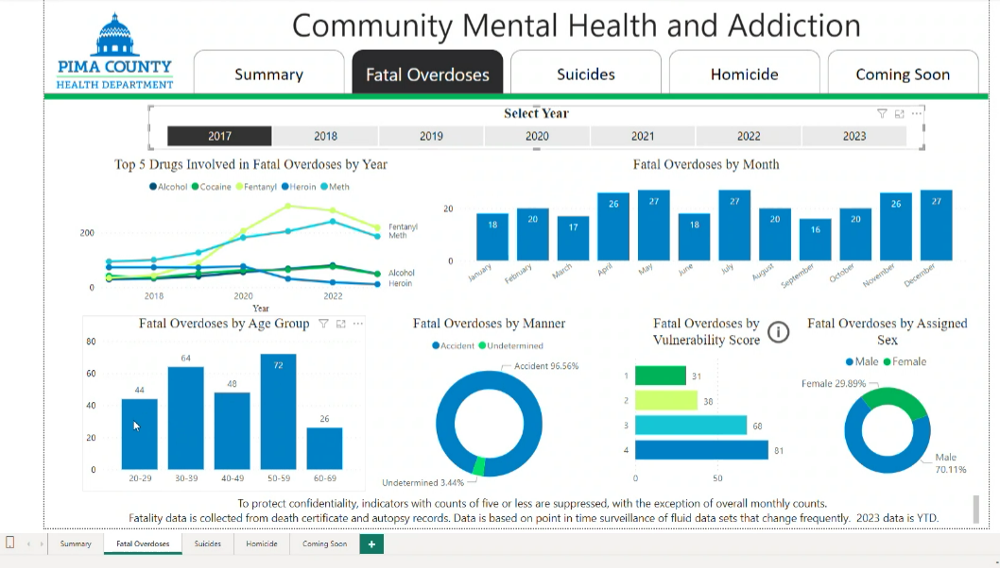 Community Mental Health and Addiction
PIMA COUNTY
HEALTH DEPARTMENT
Summary
Fatal Overdoses
Suicides
Homicide
Coming Soon
Select Year
2017
2018
2019
2020
2021
2022
2023
Top 5 Drugs Involved in Fatal Overdoses by Year
Alcohol Cocaine Fentanyl Heroin Meth
200
0
Fentanyl
Meth
Alcohol
Heroin
2018
2020
2022
Year
Fatal Overdoses by Month
20
0
18
20
17
26
27
18
27
20
16
20
26
27
January
February
March
April
May
June
July
August
September
October
November
December
Fatal Overdoses by Age Group
80
60
40
20
0
44
64
48
72
26
20-29
30-39
40-49
50-59
60-69
Fatal Overdoses by Manner
Accident Undetermined
Accident 96.56%
Undetermined 3.44%
Fatal Overdoses by
Vulnerability Score
i
1
31
2
38
3
68
4
81
0
50
Fatal Overdoses by Assigned
Sex
Male Female
Female 29.89%
Male
70.11%
To protect confidentiality, indicators with counts of five or less are suppressed, with the exception of overall monthly counts.
Fatality data is collected from death certificate and autopsy records. Data is based on point in time surveillance of fluid data sets that change frequently. 2023 data is YTD.
Summary
Fatal Overdoses
Suicides
Homicide
Coming Soon
+